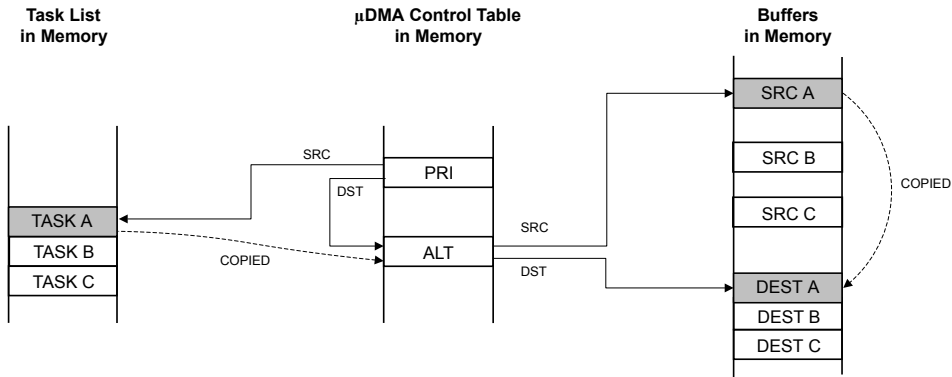 Task List
in Memory
µDMA Control Table
in Memory
Buffers
in Memory
SRC A
SRC
PRI
SRC B
DST
COPIED
TASK A
SRC C
SRC
TASK B
COPIED
ALT
DST
TASK C
DEST A
DEST B
DEST C